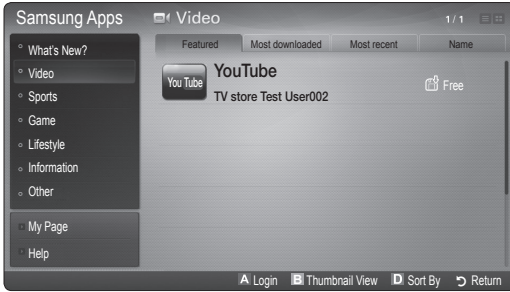 Samsung Apps
Video
1 / 1
What's New?
Video
Sports
Game
Lifestyle
Information
Other
My Page
Help
Featured
Most downloaded
Most recent
Name
You Tube
YouTube
TV store Test User002
Free
A Login
B Thumbnail View
D Sort By
Return